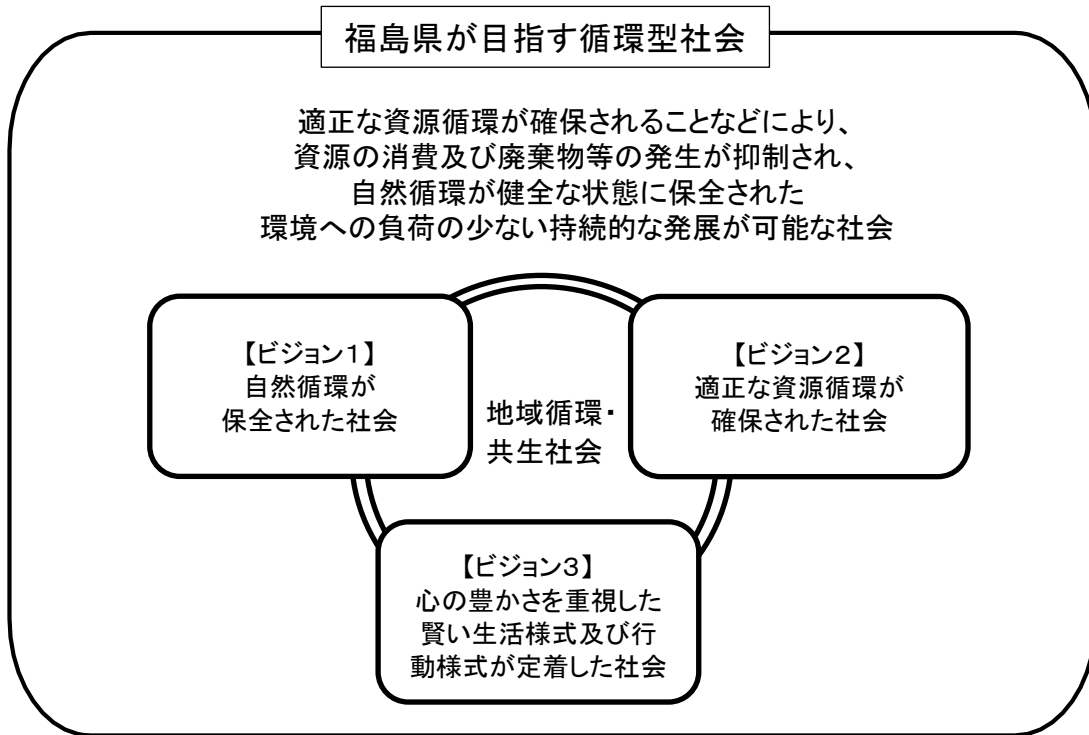 福島県が目指す循環型社会
適正な資源循環が確保されることなどにより、
資源の消費及び廃棄物等の発生が抑制され、
自然循環が健全な状態に保全された
環境への負荷の少ない持続的な発展が可能な社会
【ビジョン１】
自然循環が
保全された社会
【ビジョン２】
適正な資源循環が
確保された社会
地域循環・
共生社会
【ビジョン３】
心の豊かさを重視した
賢い生活様式及び行
動様式が定着した社会